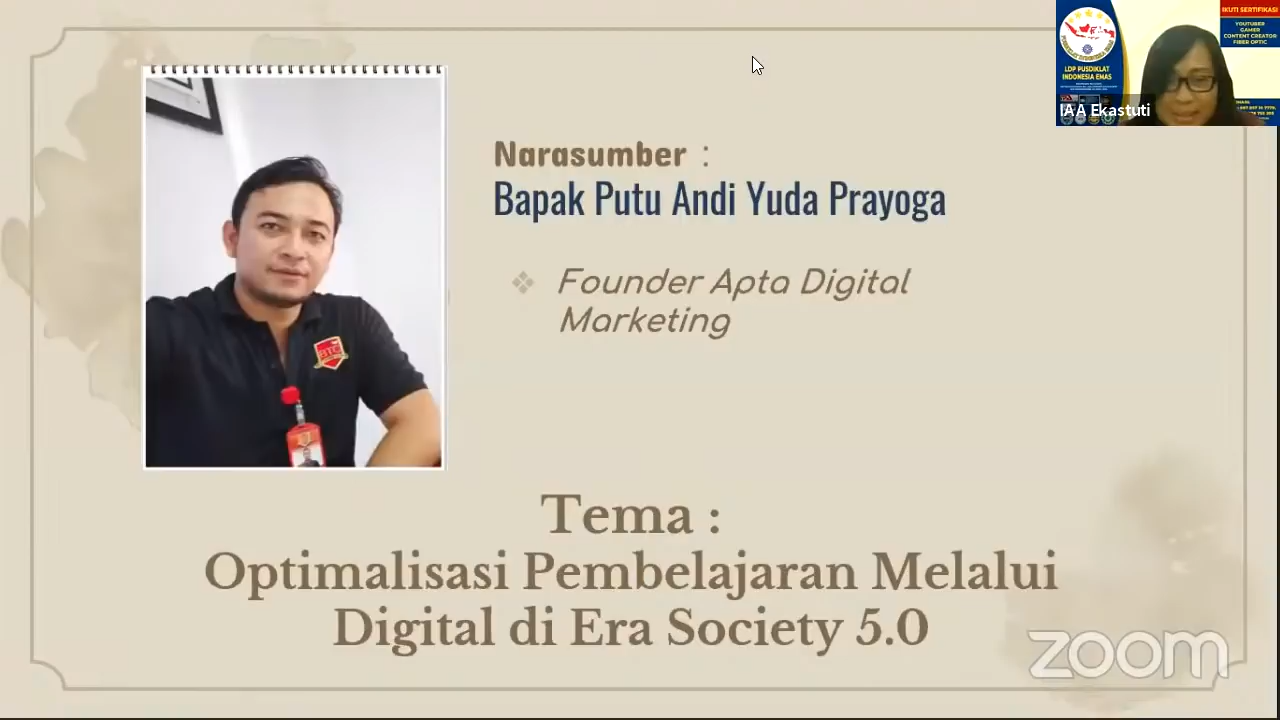 Narasumber :
Bapak Putu Andi Yuda Prayoga
Founder Apta Digital
Marketing
Tema :
Optimalisasi Pembelajaran Melalui
Digital di Era Society 5.0
zoom
LDP PUSDIKLAT
INDONESIA EMAS
IKUTI SERTIFIKASI
YOUTUBER
GAMER
CONTENT CREATOR
FIBER OPTIC
IAA Ekastuti